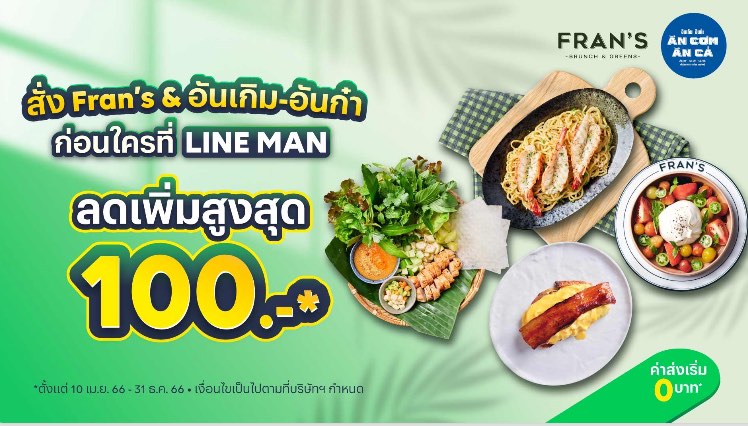 FRAN'S
BRUNCH & GREENS
ĂN CƠM
ĂN CÁ
สั่ง Fran's & อันเกิม-อันก๋า
ก่อนใครที่ LINE MAN
ลดเพิ่มสูงสุด
100.-*
FRAN'S
*ตั้งแต่ 10 เม.ย. 66 - 31 ธ.ค. 66 • เงื่อนไขเป็นไปตามที่บริษัทฯ กำหนด
ค่าส่งเริ่ม
0 บาท*